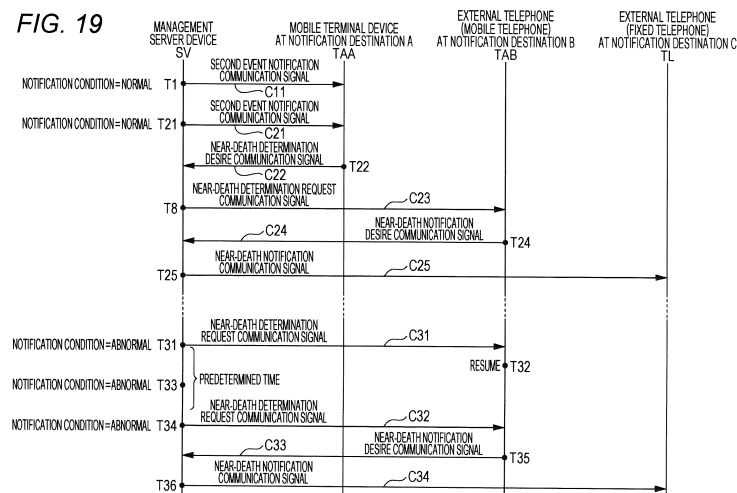 FIG. 19
MANAGEMENT
SERVER DEVICE
SV
MOBILE TERMINAL DEVICE
AT NOTIFICATION DESTINATION A
TAA
EXTERNAL TELEPHONE
(MOBILE TELEPHONE)
AT NOTIFICATION DESTINATION B
TAB
EXTERNAL TELEPHONE
(FIXED TELEPHONE)
AT NOTIFICATION DESTINATION C
TL
SECOND EVENT NOTIFICATION
COMMUNICATION SIGNAL
NOTIFICATION CONDITION=NORMAL T1
C11
SECOND EVENT NOTIFICATION
COMMUNICATION SIGNAL
NOTIFICATION CONDITION=NORMAL T21
C21
NEAR-DEATH DETERMINATION
DESIRE COMMUNICATION SIGNAL
T22
C22
NEAR-DEATH DETERMINATION REQUEST
COMMUNICATION SIGNAL
C23
T8
C24
NEAR-DEATH NOTIFICATION
DESIRE COMMUNICATION SIGNAL
T24
NEAR-DEATH NOTIFICATION
COMMUNICATION SIGNAL
C25
T25
NEAR-DEATH DETERMINATION
REQUEST COMMUNICATION SIGNAL
C31
NOTIFICATION CONDITION=ABNORMAL T31
RESUME T32
PREDETERMINED TIME
NOTIFICATION CONDITION=ABNORMAL T33
NEAR-DEATH DETERMINATION
REQUEST COMMUNICATION SIGNAL
C32
NOTIFICATION CONDITION=ABNORMAL T34
C33
NEAR-DEATH NOTIFICATION
DESIRE COMMUNICATION SIGNAL
T35
NEAR-DEATH NOTIFICATION
COMMUNICATION SIGNAL
C34
T36